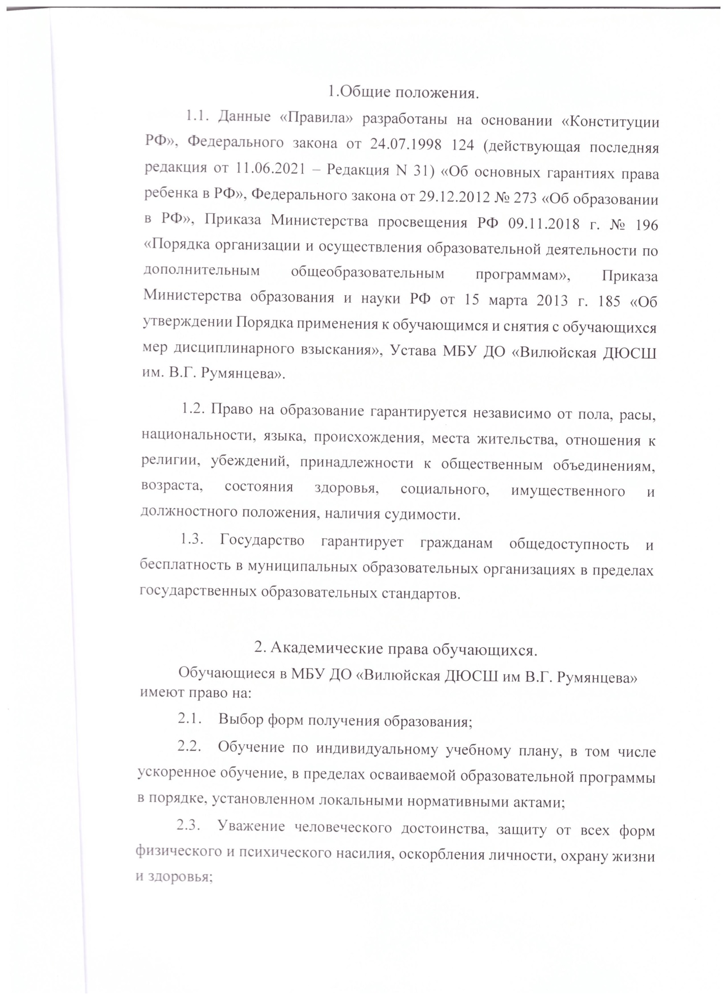 1.Общие положения.
1.1. Данные «Правила» разработаны на основании «Конституции
РФ», Федерального закона от 24.07.1998 124 (действующая последняя
редакция от 11.06.2021 – Редакция N 31) «Об основных гарантиях права
ребенка в РФ», Федерального закона от 29.12.2012 № 273 «Об образовании
в РФ», Приказа Министерства просвещения РФ 09.11.2018 г. № 196
«Порядка организации и осуществления образовательной деятельности по
дополнительным общеобразовательным программам», Приказа
Министерства образования и науки РФ от 15 марта 2013 г. 185 «Об
утверждении Порядка применения к обучающимся и снятия с обучающихся
мер дисциплинарного взыскания», Устава МБУ ДО «Вилюйская ДЮСШ
им. В.Г. Румянцева».
1.2. Право на образование гарантируется независимо от пола, расы,
национальности, языка, происхождения, места жительства, отношения к
религии, убеждений, принадлежности к общественным объединениям,
возраста, состояния здоровья, социального, имущественного и
должностного положения, наличия судимости.
1.3. Государство гарантирует гражданам общедоступность и
бесплатность в муниципальных образовательных организациях в пределах
государственных образовательных стандартов.
2. Академические права обучающихся.
Обучающиеся в МБУ ДО «Вилюйская ДЮСШ им В.Г. Румянцева»
имеют право на:
2.1. Выбор форм получения образования;
2.2. Обучение по индивидуальному учебному плану, в том числе
ускоренное обучение, в пределах осваиваемой образовательной программы
в порядке, установленном локальными нормативными актами;
2.3. Уважение человеческого достоинства, защиту от всех форм
физического и психического насилия, оскорбления личности, охрану жизни
и здоровья;